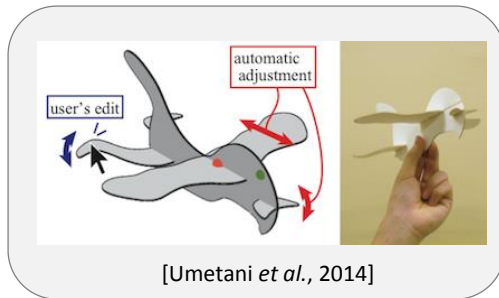 automatic
adjustment
user's edit
[Umetani et al., 2014]